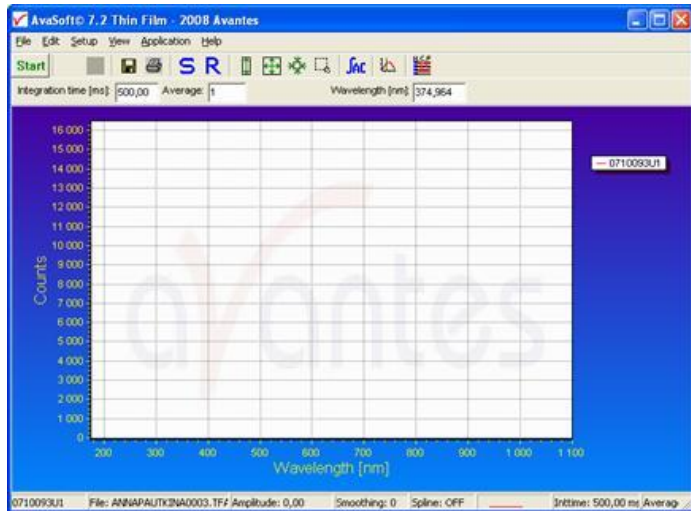 AvaSoft© 7.2 Thin Film - 2008 Avantes
File Edit Setup View Application Help
Start S R
Integration time [ms]: 500,00 Average: 1 Wavelength [nm]: 374,964
16 000
15 000
14 000
13 000
12 000
11 000
10 000
9 000
8 000
7 000
6 000
5 000
4 000
3 000
2 000
1 000
0
Counts
0710093U1
avantes
200 300 400 500 600 700 800 900 1 000 1 100
Wavelength [nm]
0710093U1 Amplitude: 0,00 Smoothing: 0 Spline: OFF Inttime: 500,00 ms Averag